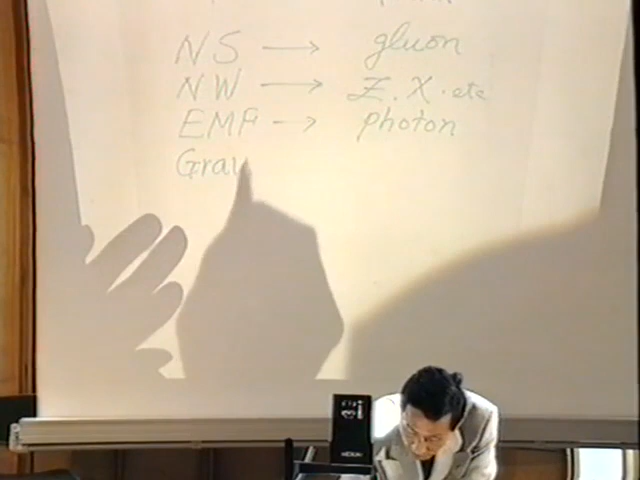 NS → gluon
NW → Z. X. etc
EMF → photon
Grav